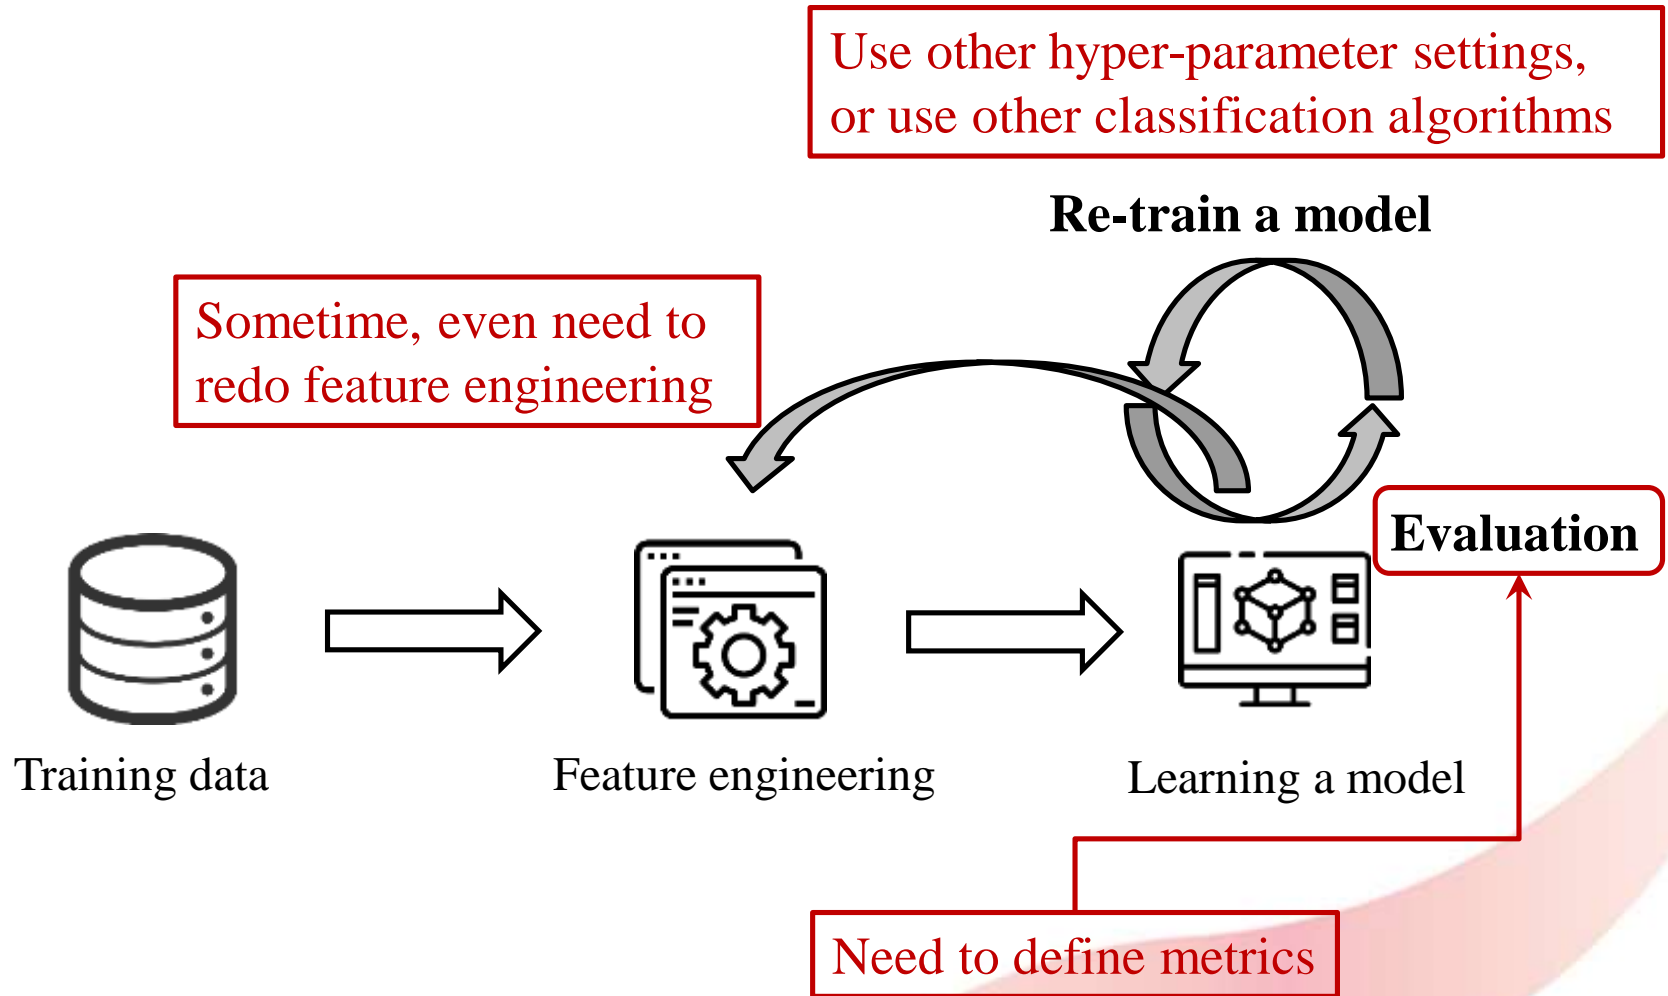 Use other hyper-parameter settings,
or use other classification algorithms
Re-train a model
Sometime, even need to
redo feature engineering
Evaluation
Training data
Feature engineering
Learning a model
Need to define metrics